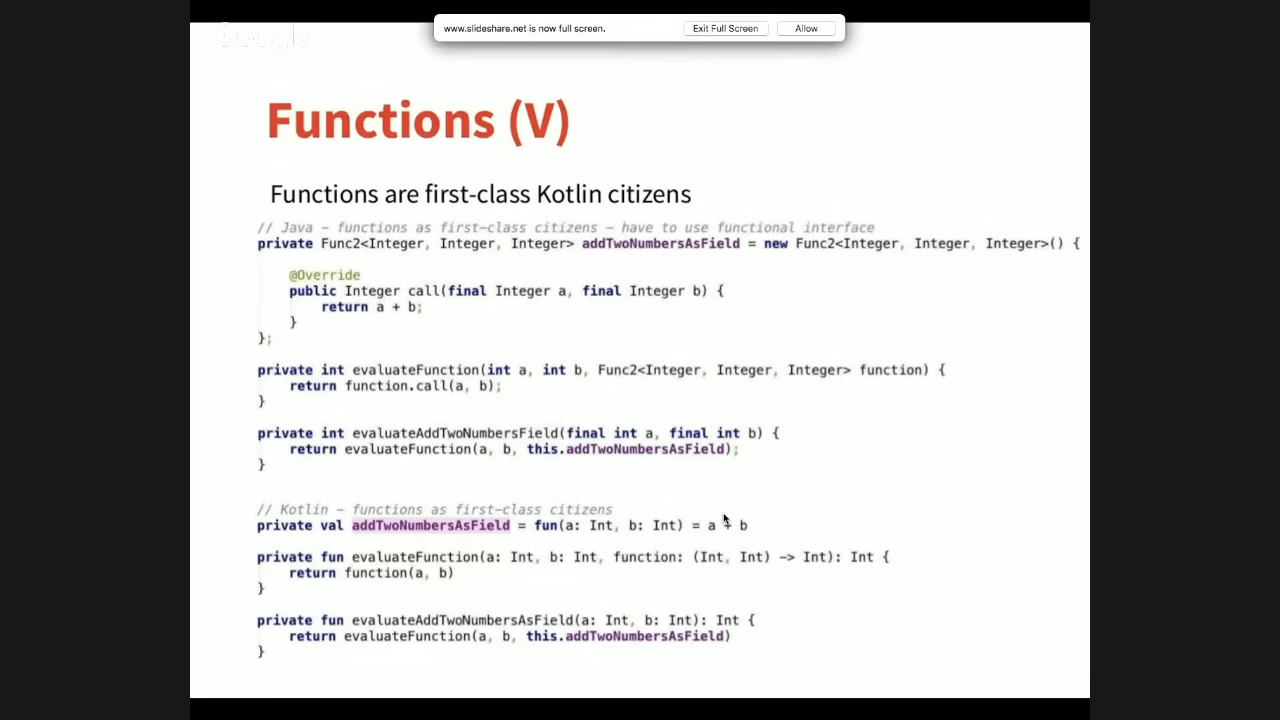 www.slideshare.net is now full screen.
Exit Full Screen
Allow
Google
Functions (V)
Functions are first-class Kotlin citizens
// Java – functions as first-class citizens – have to use functional interface
private Func2<Integer, Integer, Integer> addTwoNumbersAsField = new Func2<Integer, Integer, Integer>() {
@Override
public Integer call(final Integer a, final Integer b) {
return a + b;
}
};
private int evaluateFunction(int a, int b, Func2<Integer, Integer, Integer> function) {
return function.call(a, b);
}
private int evaluateAddTwoNumbersField(final int a, final int b) {
return evaluateFunction(a, b, this.addTwoNumbersAsField);
}
// Kotlin – functions as first-class citizens
private val addTwoNumbersAsField = fun(a: Int, b: Int) = a + b
private fun evaluateFunction(a: Int, b: Int, function: (Int, Int) -> Int): Int {
return function(a, b)
}
private fun evaluateAddTwoNumbersAsField(a: Int, b: Int): Int {
return evaluateFunction(a, b, this.addTwoNumbersAsField)
}